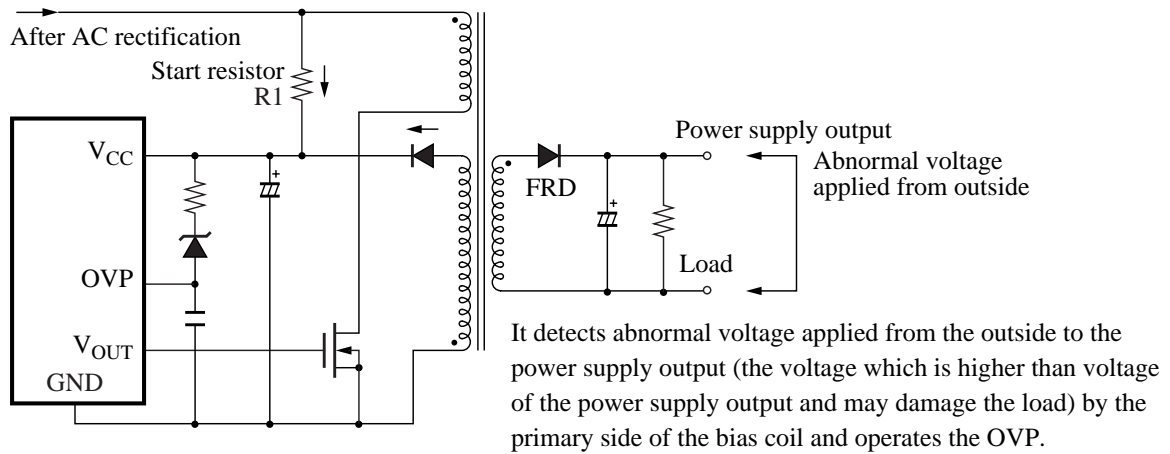 After AC rectification
Start resistor
R1
VCC
OVP
VOUT
GND
+
FRD
+
Power supply output
Abnormal voltage
applied from outside
Load
It detects abnormal voltage applied from the outside to the
power supply output (the voltage which is higher than voltage
of the power supply output and may damage the load) by the
primary side of the bias coil and operates the OVP.